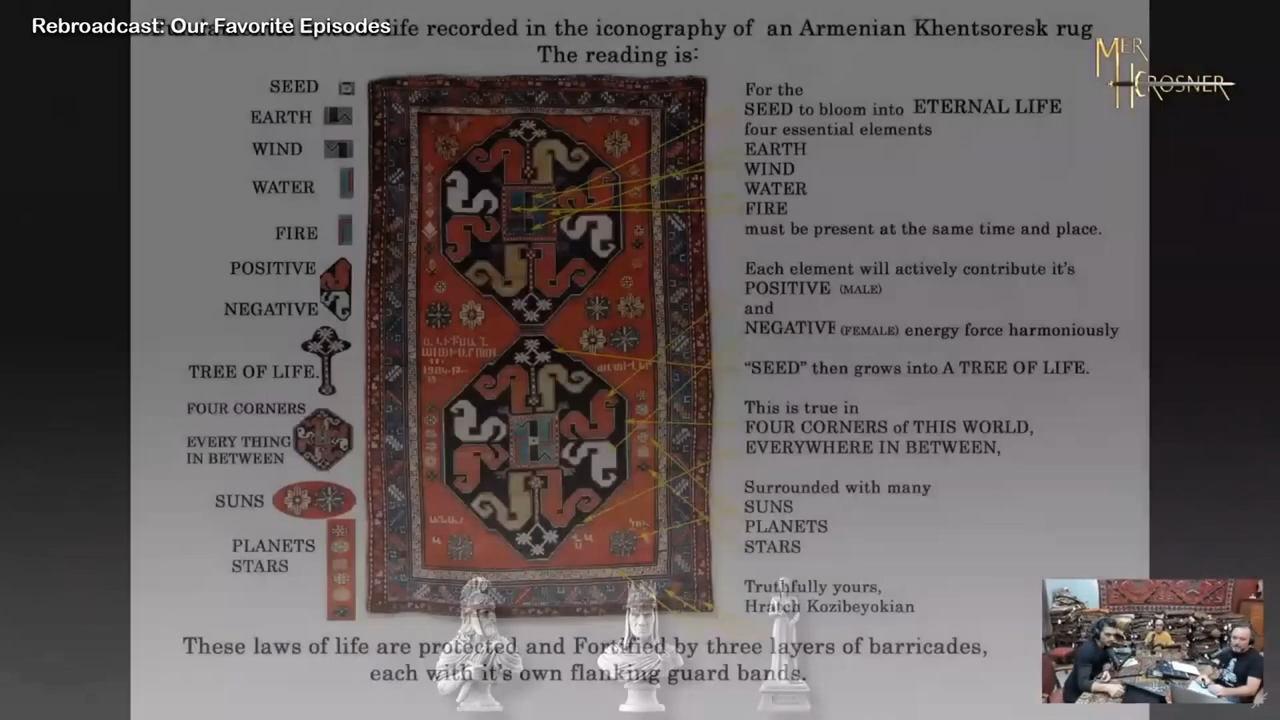 Rebroadcast: Our Favorite Episodes
life recorded in the iconography of an Armenian Khentsoresk rug
The reading is:
MER HEROSNER
SEED
EARTH
WIND
WATER
FIRE
POSITIVE
NEGATIVE
TREE OF LIFE.
FOUR CORNERS
EVERY THING
IN BETWEEN
SUNS
PLANETS
STARS
For the
SEED to bloom into ETERNAL LIFE
four essential elements
EARTH
WIND
WATER
FIRE
must be present at the same time and place.
Each element will actively contribute it's
POSITIVE (MALE)
and
NEGATIVE (FEMALE) energy force harmoniously
“SEED” then grows into A TREE OF LIFE.
This is true in
FOUR CORNERS of THIS WORLD,
EVERYWHERE IN BETWEEN,
Surrounded with many
SUNS
PLANETS
STARS
Truthfully yours,
Hratch Kozibeyokian
These laws of life are protected and Fortified by three layers of barricades,
each with it's own flanking guard bands.